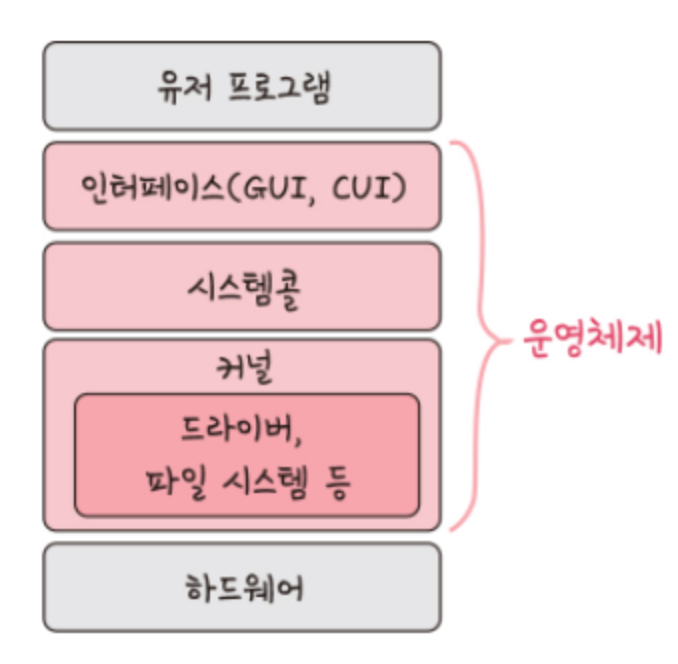 유저 프로그램
인터페이스(GUI, CUI)
시스템콜
커널
드라이버,
파일 시스템 등
운영체제
하드웨어